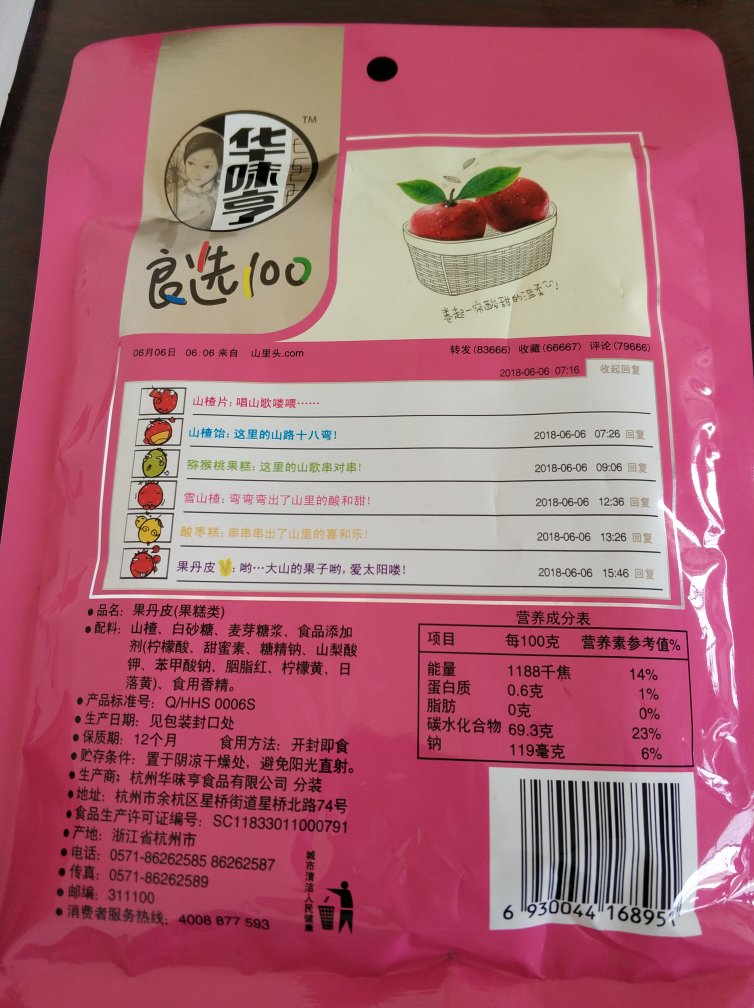 TM
华味亨
良选100
卷起一帘酸甜的温柔心!
06月06日 06:06 来自 山里头.com
转发(83666) 收藏(66667) 评论(79666)
2018-06-06 07:16 收起回复
山楂片：唱山歌喽喂……
山楂饴：这里的山路十八弯! 2018-06-06 07:26 回复
猕猴桃果糕：这里的山歌串对串! 2018-06-06 09:06 回复
雪山楂：弯弯弯出了山里的酸和甜! 2018-06-06 12:36 回复
酸枣糕：串串串出了山里的喜和乐! 2018-06-06 13:26 回复
果丹皮V：哟…大山的果子哟,爱太阳喽! 2018-06-06 15:46 回复
●品名：果丹皮(果糕类)
●配料：山楂、白砂糖、麦芽糖浆、食品添加
剂(柠檬酸、甜蜜素、糖精钠、山梨酸
钾、苯甲酸钠、胭脂红、柠檬黄、日
落黄)、食用香精。
●产品标准号：Q/HHS 0006S
●生产日期：见包装封口处
●保质期：12个月 食用方法：开封即食
●贮存条件：置于阴凉干燥处，避免阳光直射。
●生产商：杭州华味亨食品有限公司 分装
●地址：杭州市余杭区星桥街道星桥北路74号
●食品生产许可证编号：SC11833011000791
●产地：浙江省杭州市
●电话：0571-86262585 86262587
●传真：0571-86262589
●邮编：311100
●消费者服务热线：4008 877 593
城市清洁人民健康
营养成分表
项目 每100克 营养素参考值%
能量 1188千焦 14%
蛋白质 0.6克 1%
脂肪 0克 0%
碳水化合物 69.3克 23%
钠 119毫克 6%
6 930044 168951